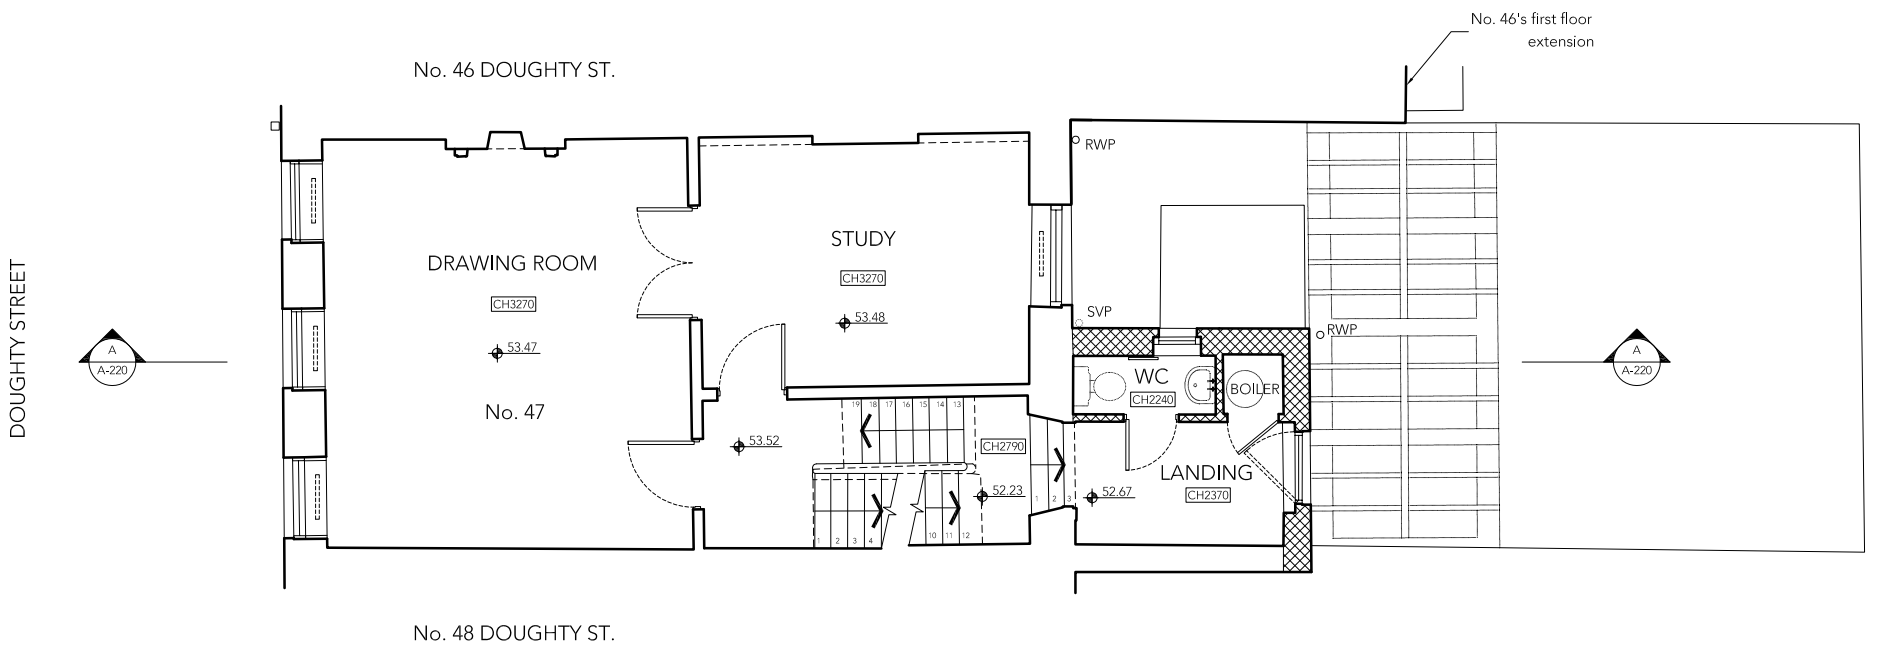 No. 46's first floor
extension
No. 46 DOUGHTY ST.
RWP
STUDY
DRAWING ROOM
CH3270
CH3270
SVP
53.48
RWP
DOUGHTY STREET
A
A-220
53.47
A
A-220
WC
CH2240
BOILER
No. 47
19 18 17 16 15 14 13
53.52
CH2790
LANDING
CH2370
52.23
1 2 3
52.67
1 2 3 4
10 11 12
No. 48 DOUGHTY ST.